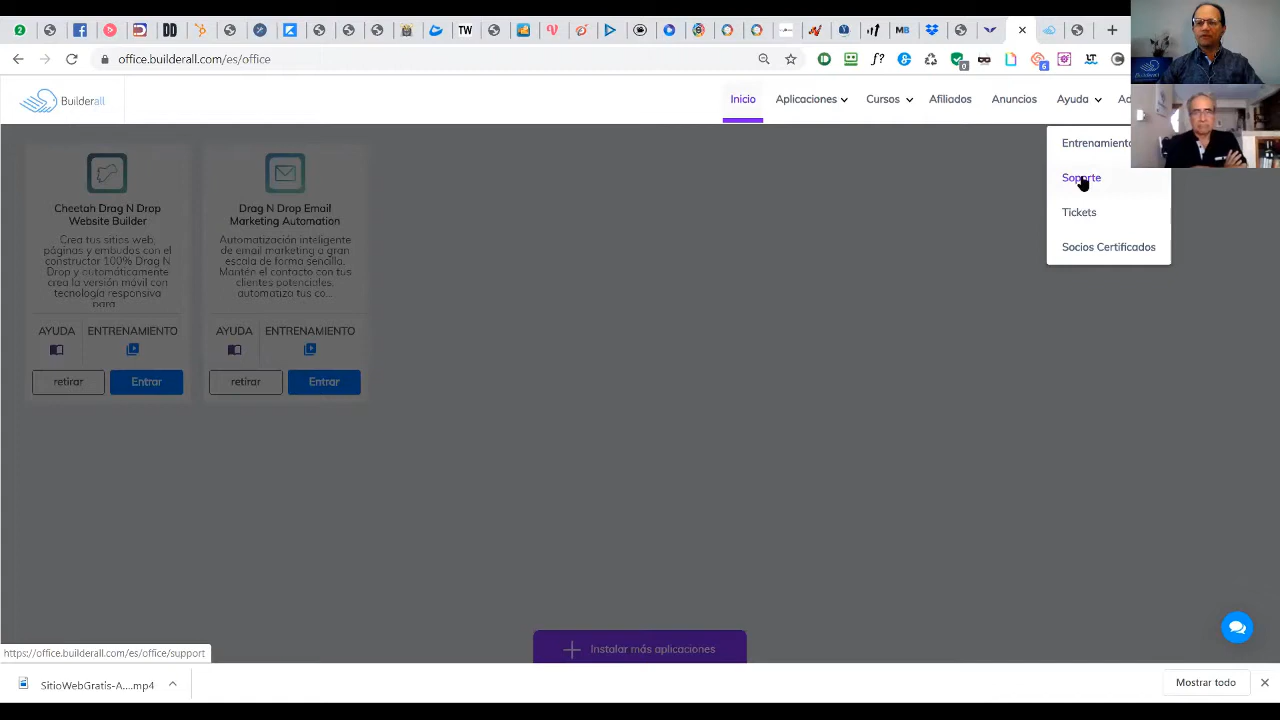 office.builderall.com/es/office
Builderall
Inicio
Aplicaciones
Cursos
Afiliados
Anuncios
Ayuda
Entrenamiento
Soporte
Tickets
Socios Certificados
Cheetah Drag N Drop
Website Builder
Crea tus sitios web,
páginas y embudos con el
constructor 100% Drag N
Drop y automáticamente
crea la versión móvil con
tecnología responsiva
para
AYUDA
ENTRENAMIENTO
retirar
Entrar
Drag N Drop Email
Marketing Automation
Automatización inteligente
de email marketing a gran
escala de forma sencilla.
Mantén el contacto con tus
clientes potenciales,
automatiza tus co...
AYUDA
ENTRENAMIENTO
retirar
Entrar
Instalar más aplicaciones
https://office.builderall.com/es/office/support
SitioWebGratis-A....mp4
Mostrar todo